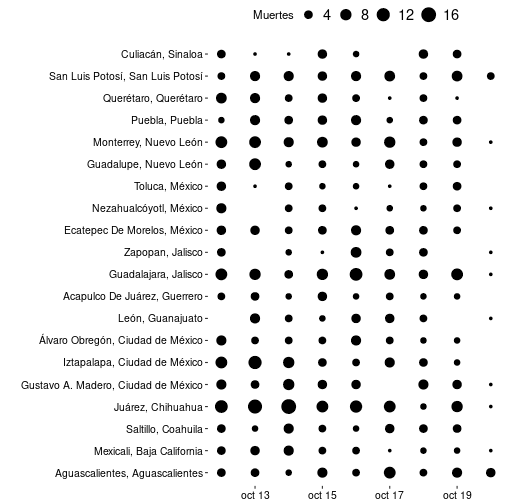 Muertes 4 8 12 16
Culiacán, Sinaloa
San Luis Potosí, San Luis Potosí
Querétaro, Querétaro
Puebla, Puebla
Monterrey, Nuevo León
Guadalupe, Nuevo León
Toluca, México
Nezahualcóyotl, México
Ecatepec De Morelos, México
Zapopan, Jalisco
Guadalajara, Jalisco
Acapulco De Juárez, Guerrero
León, Guanajuato
Álvaro Obregón, Ciudad de México
Iztapalapa, Ciudad de México
Gustavo A. Madero, Ciudad de México
Juárez, Chihuahua
Saltillo, Coahuila
Mexicali, Baja California
Aguascalientes, Aguascalientes
oct 13 oct 15 oct 17 oct 19